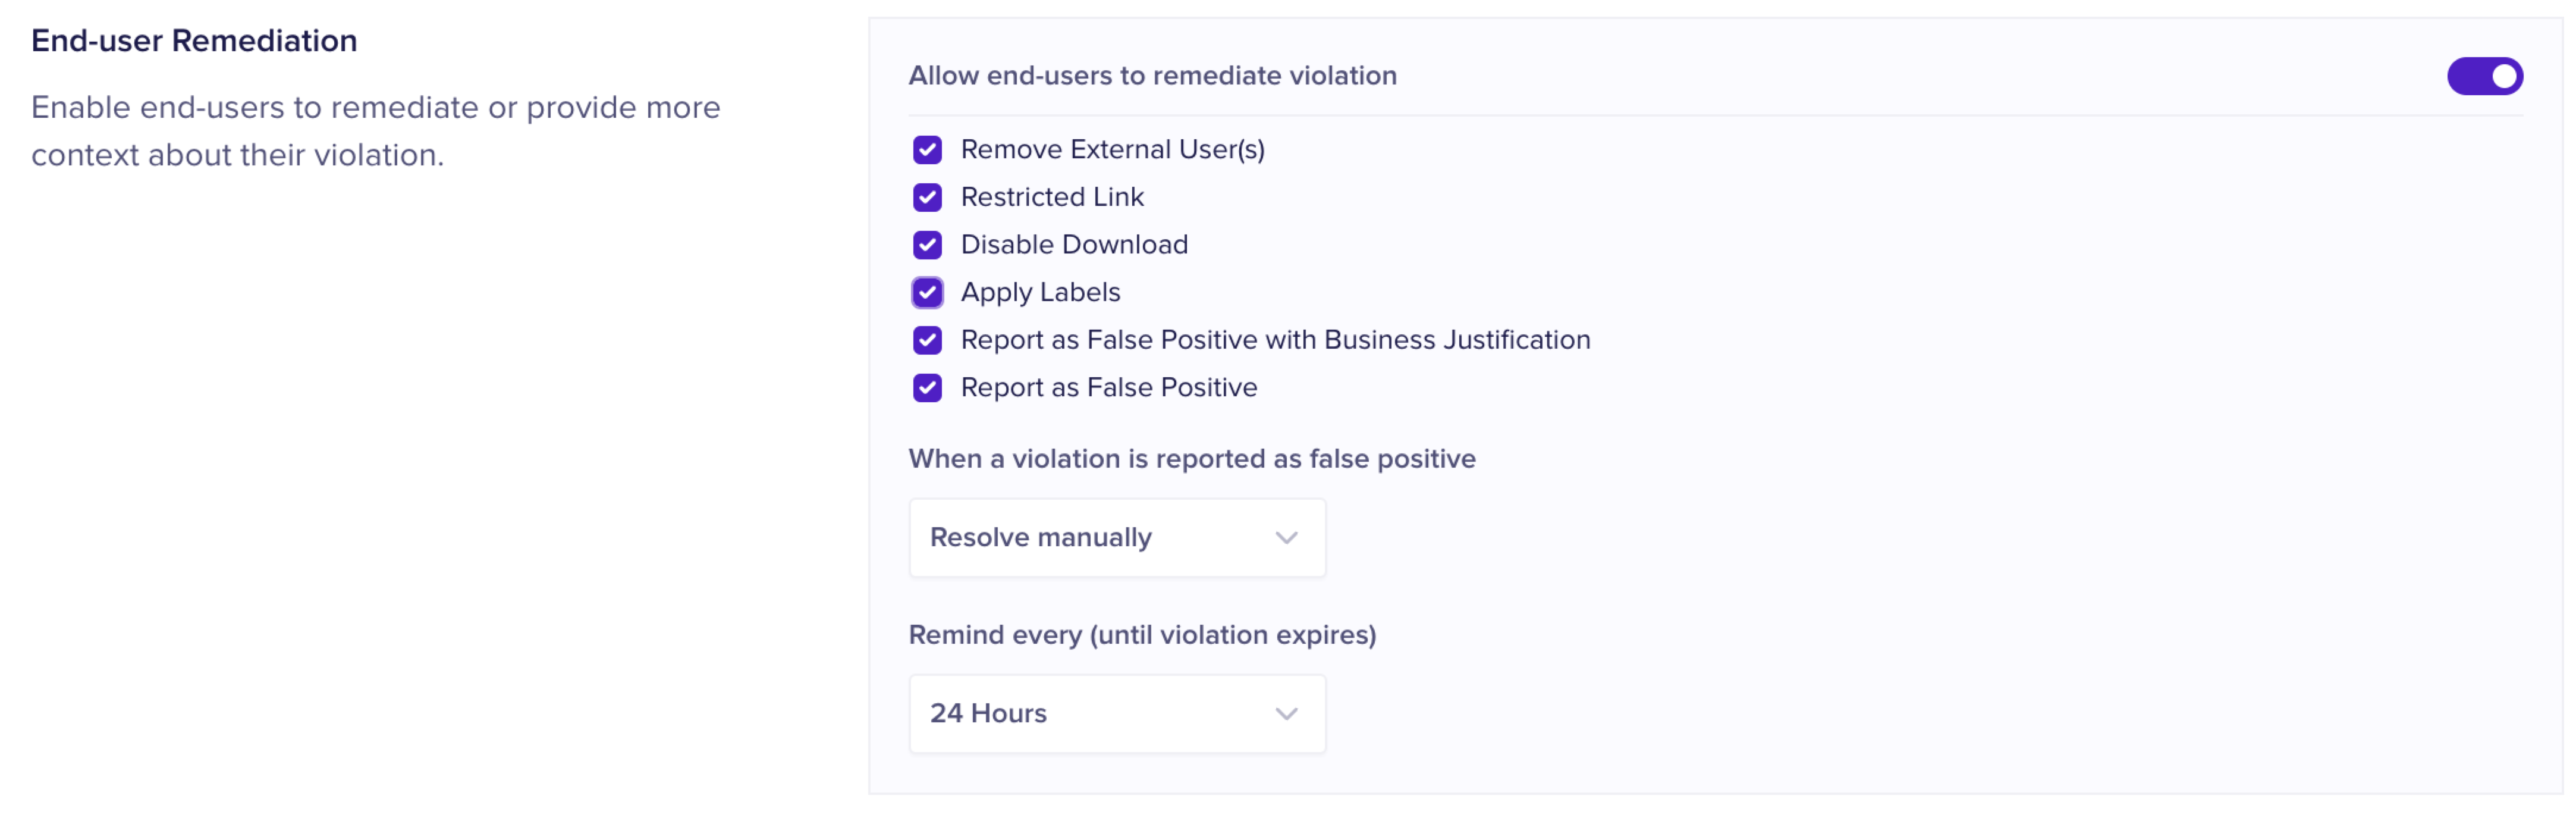 End-user Remediation
Enable end-users to remediate or provide more
context about their violation.
Allow end-users to remediate violation
Remove External User(s)
Restricted Link
Disable Download
Apply Labels
Report as False Positive with Business Justification
Report as False Positive
When a violation is reported as false positive
Resolve manually
Remind every (until violation expires)
24 Hours